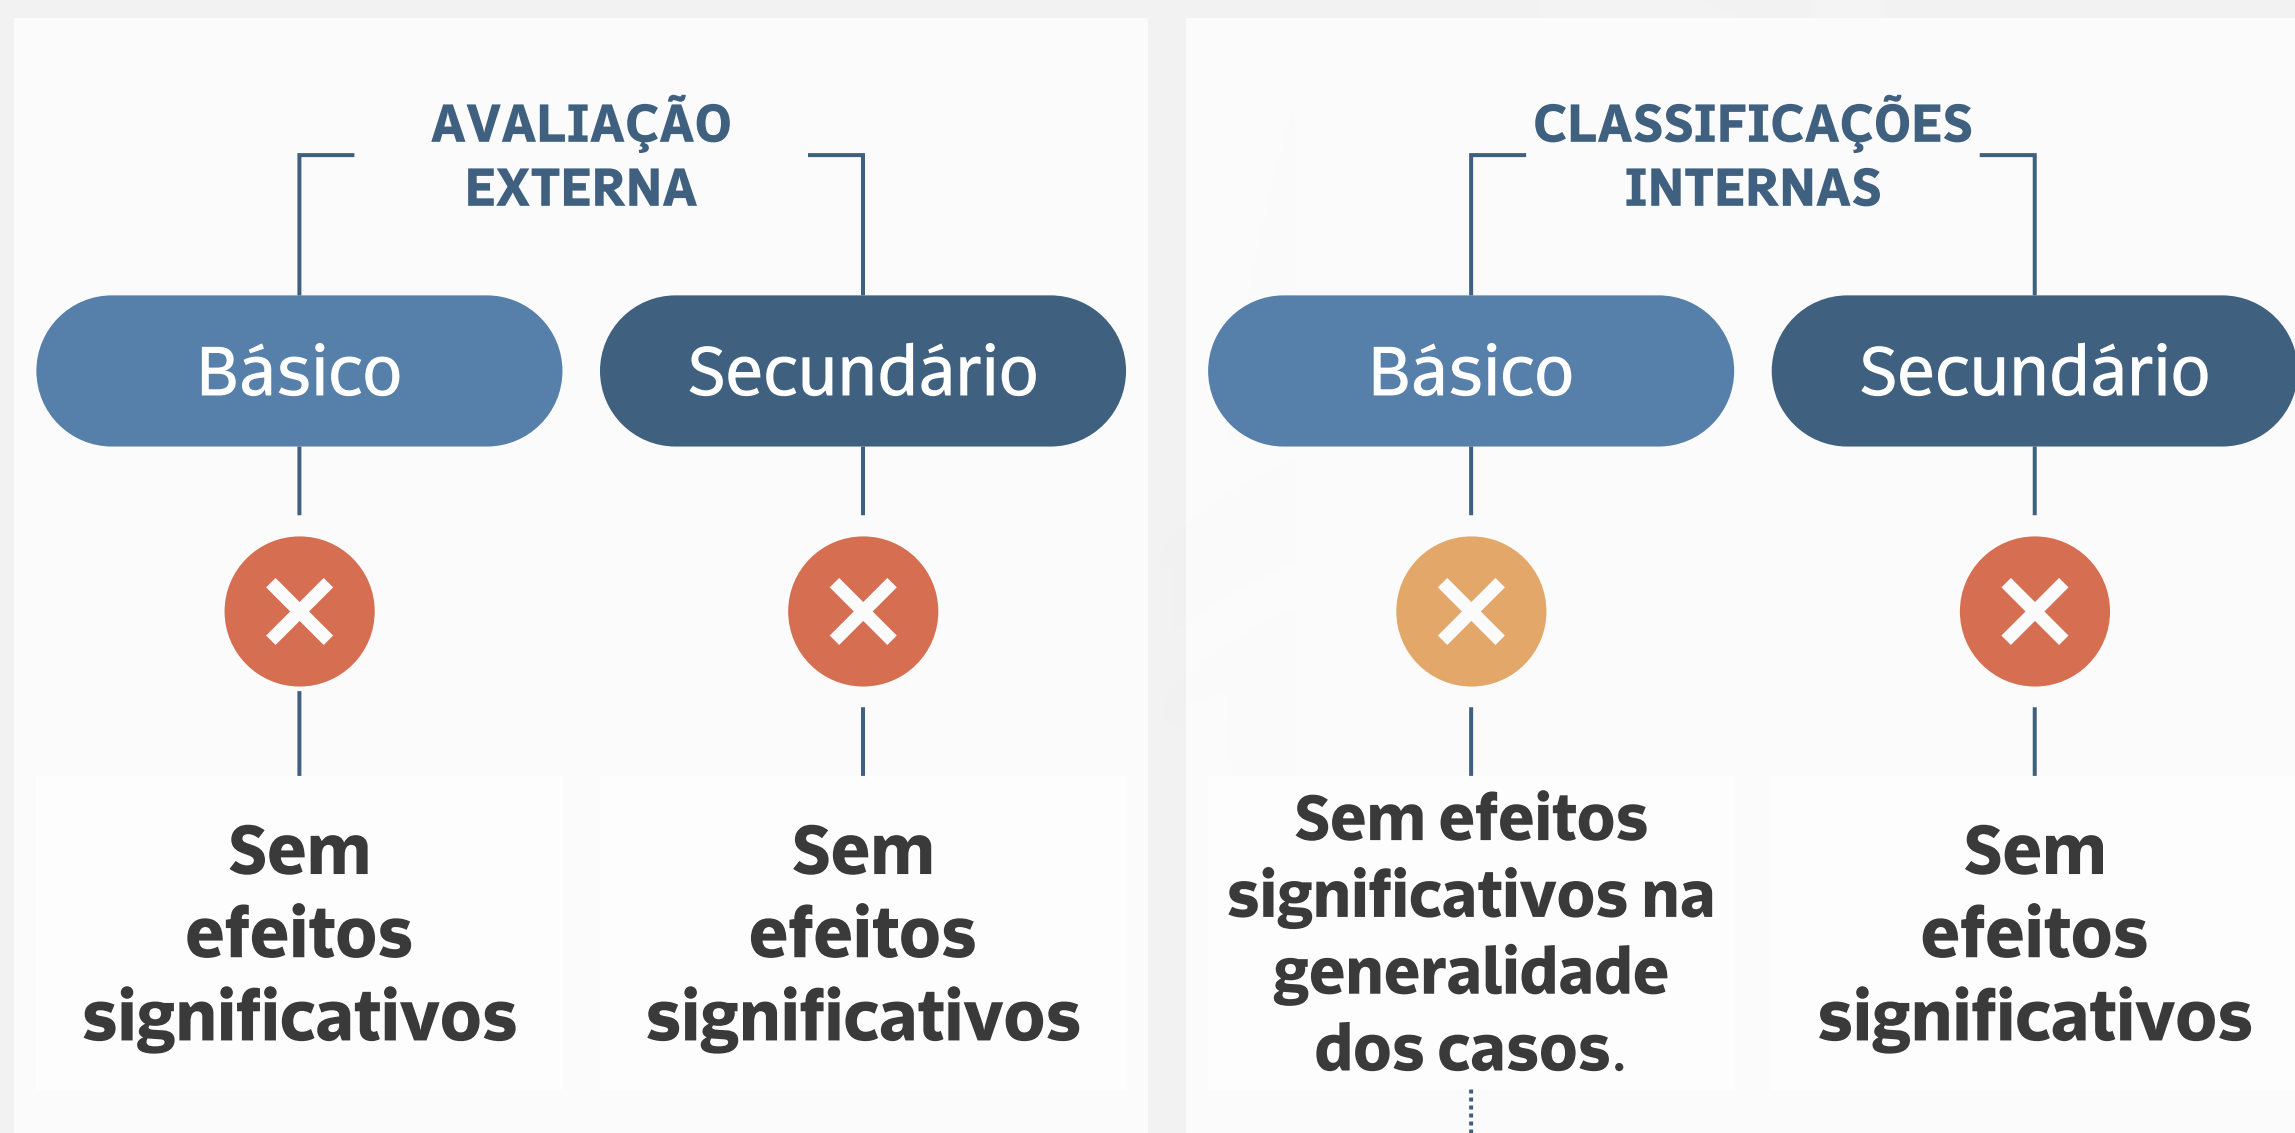 AVALIAÇÃO
EXTERNA
Básico
Secundário
Sem
efeitos
significativos
Sem
efeitos
significativos
CLASSIFICAÇÕES
INTERNAS
Básico
Secundário
Sem efeitos
significativos na
generalidade
dos casos.
Sem
efeitos
significativos